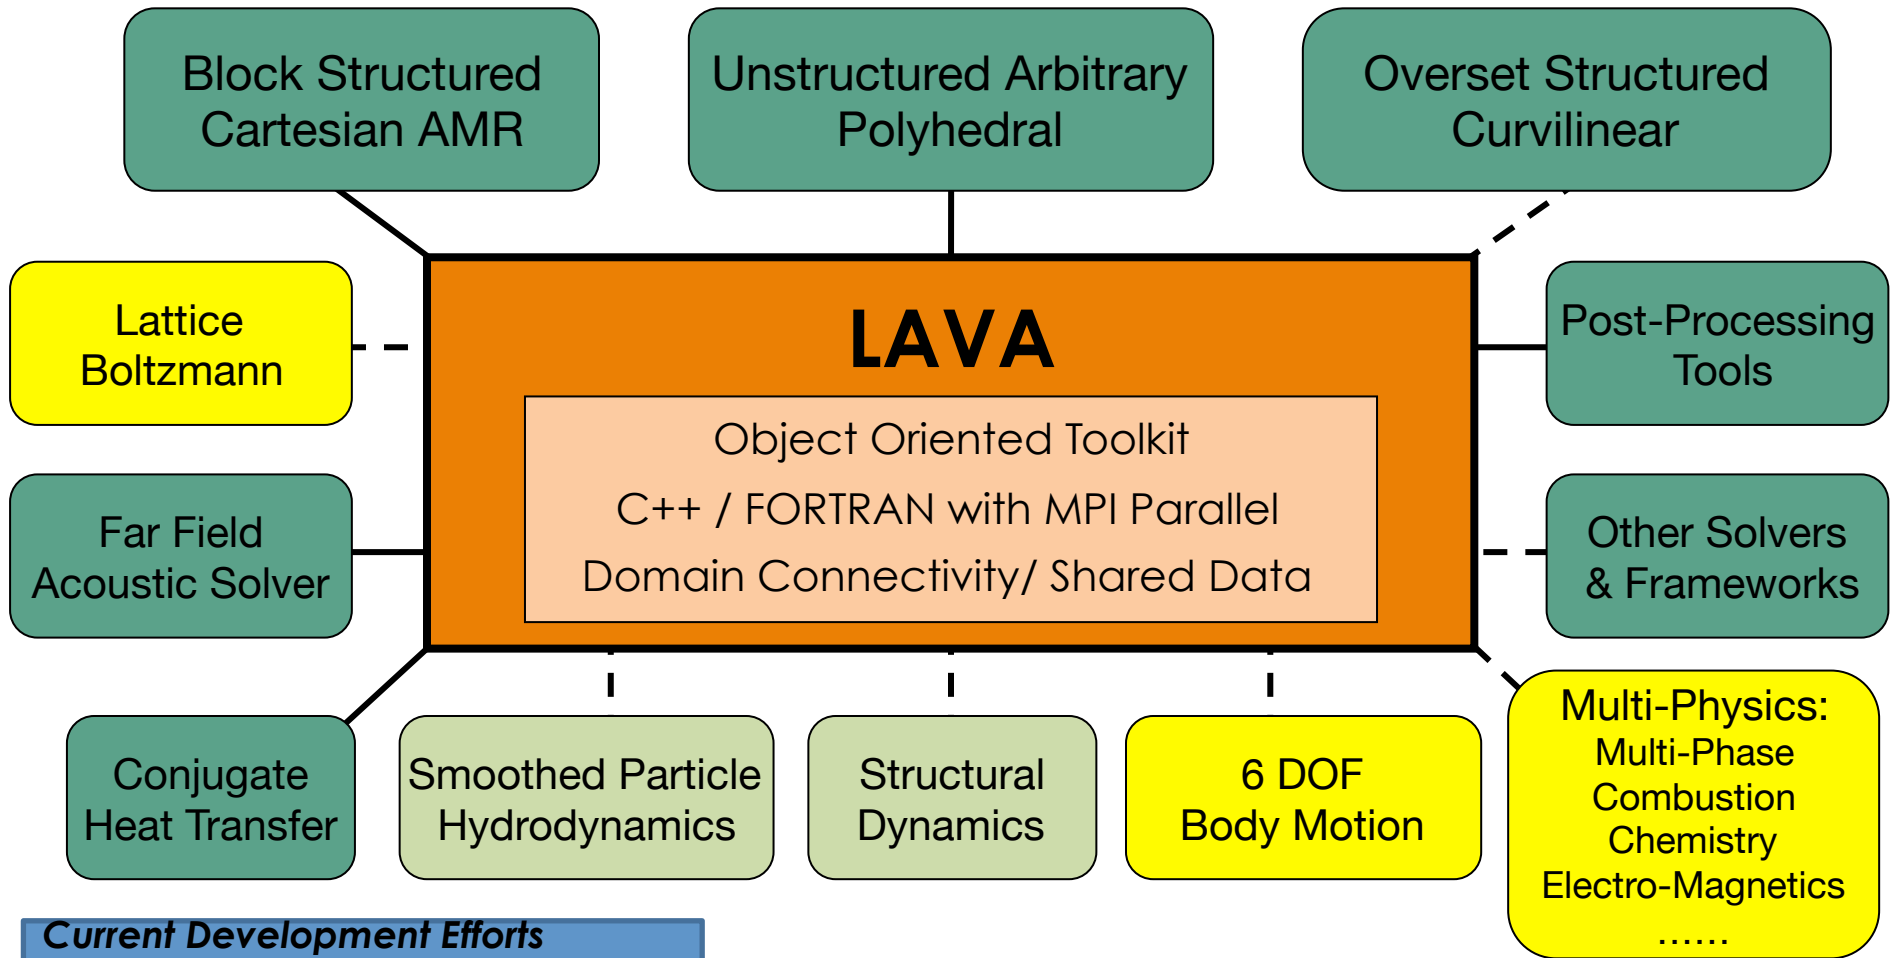 Block Structured
Cartesian AMR
Unstructured Arbitrary
Polyhedral
Overset Structured
Curvilinear
Lattice
Boltzmann
LAVA
Object Oriented Toolkit
C++ / FORTRAN with MPI Parallel
Domain Connectivity/ Shared Data
Post-Processing
Tools
Far Field
Acoustic Solver
Other Solvers
& Frameworks
Conjugate
Heat Transfer
Smoothed Particle
Hydrodynamics
Structural
Dynamics
6 DOF
Body Motion
Multi-Physics:
Multi-Phase
Combustion
Chemistry
Electro-Magnetics
......
Current Development Efforts